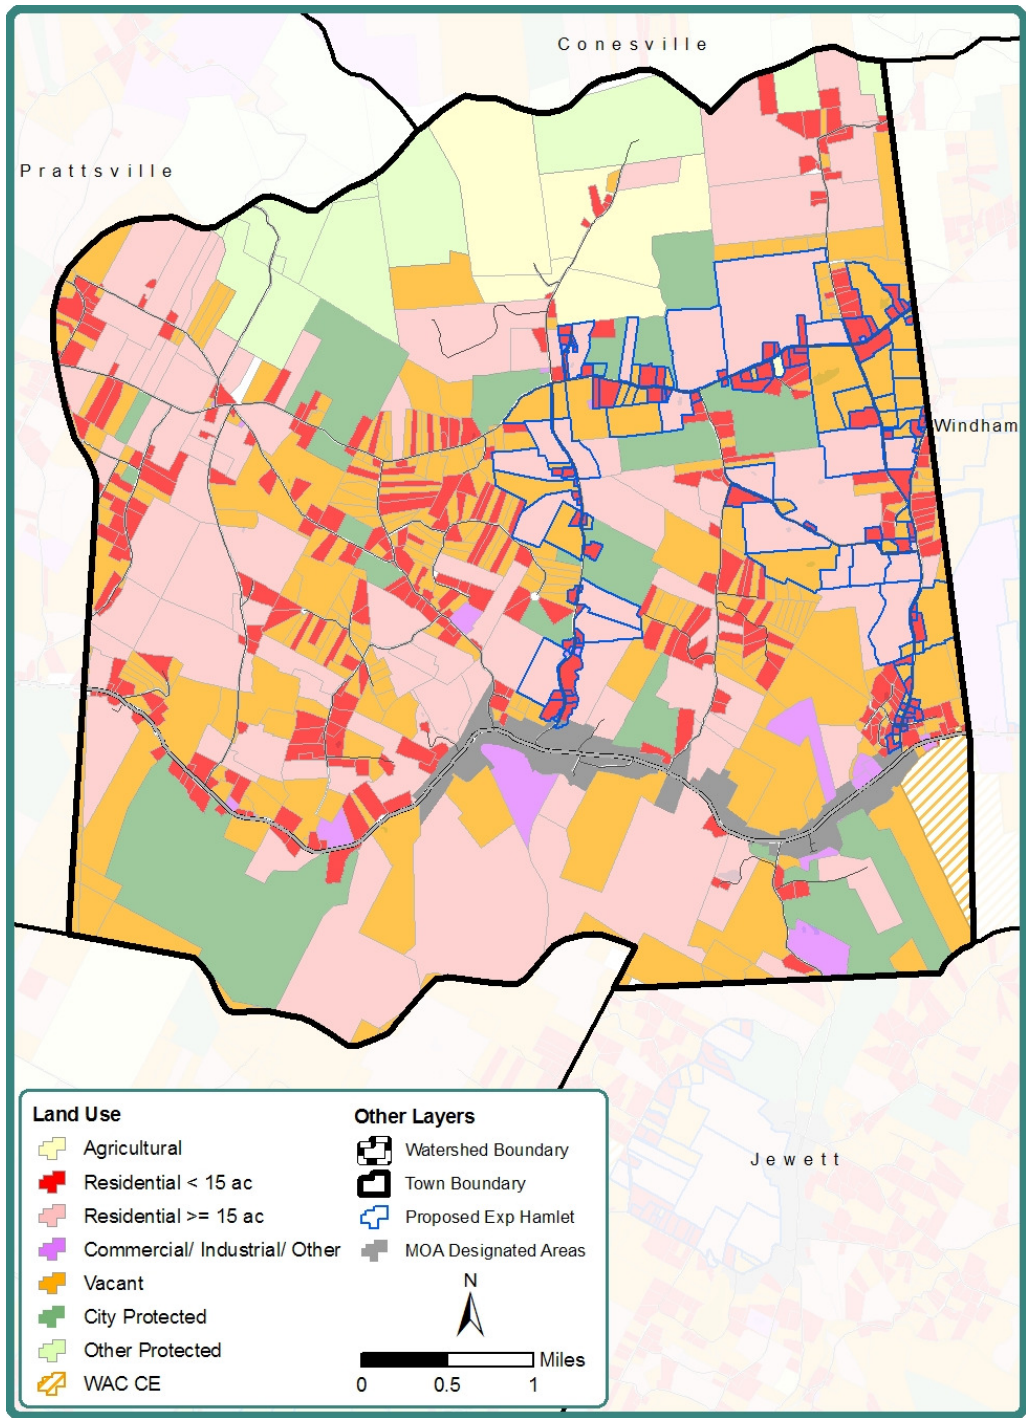 Conesville
Prattsville
Windham
Jewett
Land Use
Agricultural
Residential < 15 ac
Residential >= 15 ac
Commercial/ Industrial/ Other
Vacant
City Protected
Other Protected
WAC CE
Other Layers
Watershed Boundary
Town Boundary
Proposed Exp Hamlet
MOA Designated Areas
N
Miles
0 0.5 1